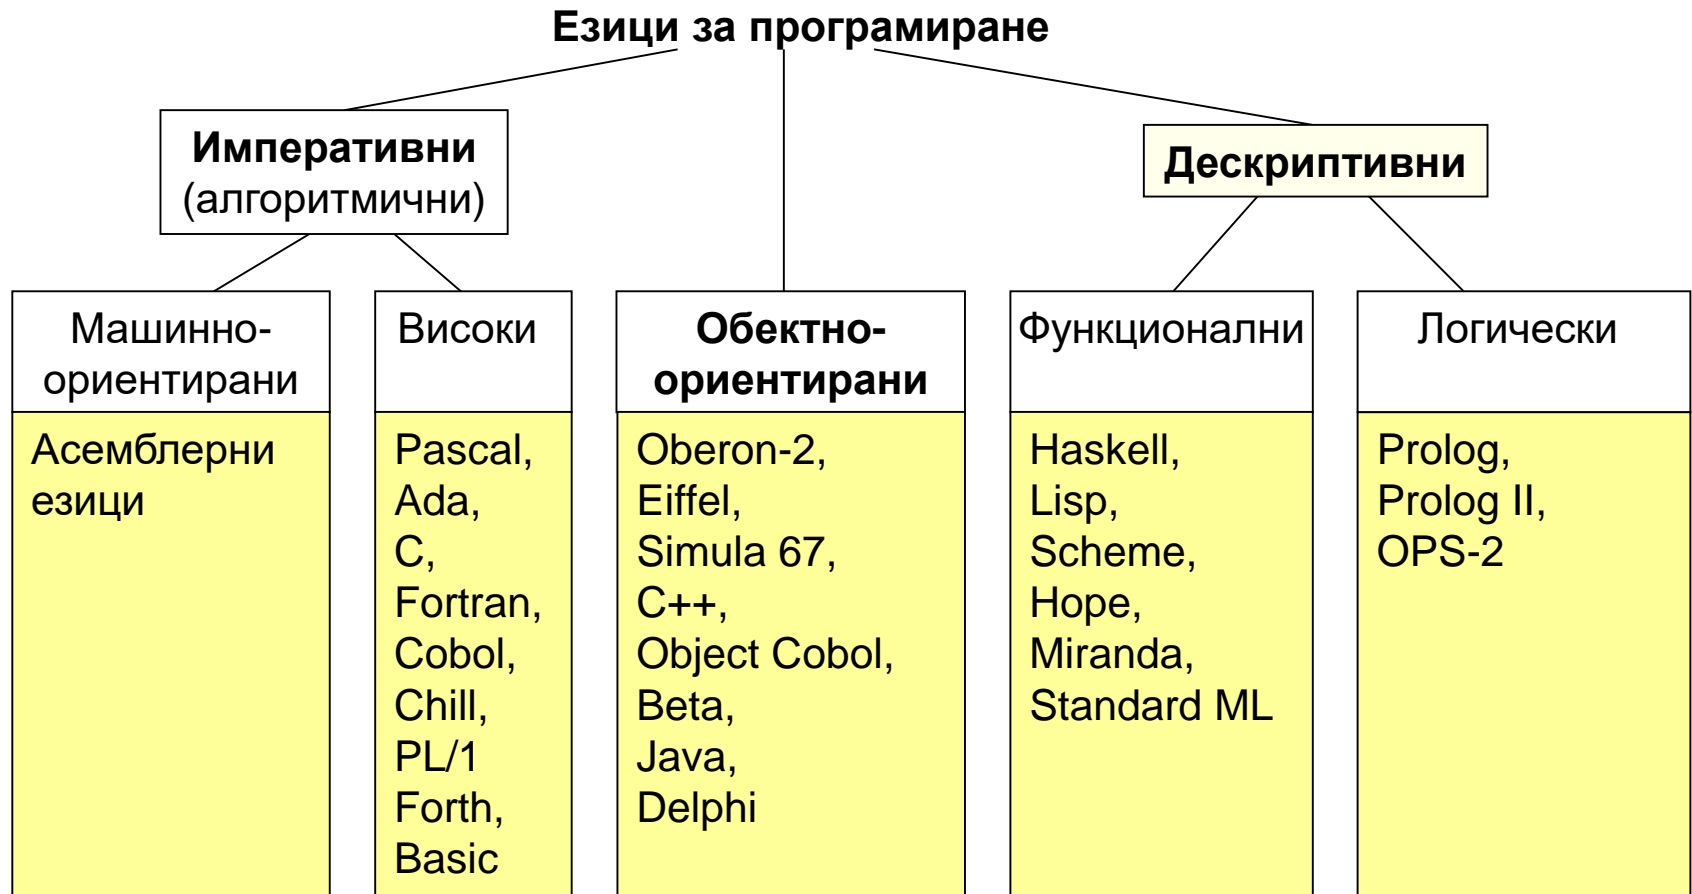 Езици за програмиране
Императивни
(алгоритмични)
Дескриптивни
Машинно-
ориентирани
Асемблерни
езици
Високи
Pascal,
Ada,
C,
Fortran,
Cobol,
Chill,
PL/1
Forth,
Basic
Обектно-
ориентирани
Oberon-2,
Eiffel,
Simula 67,
C++,
Object Cobol,
Beta,
Java,
Delphi
Функционални
Haskell,
Lisp,
Scheme,
Hope,
Miranda,
Standard ML
Логически
Prolog,
Prolog II,
OPS-2